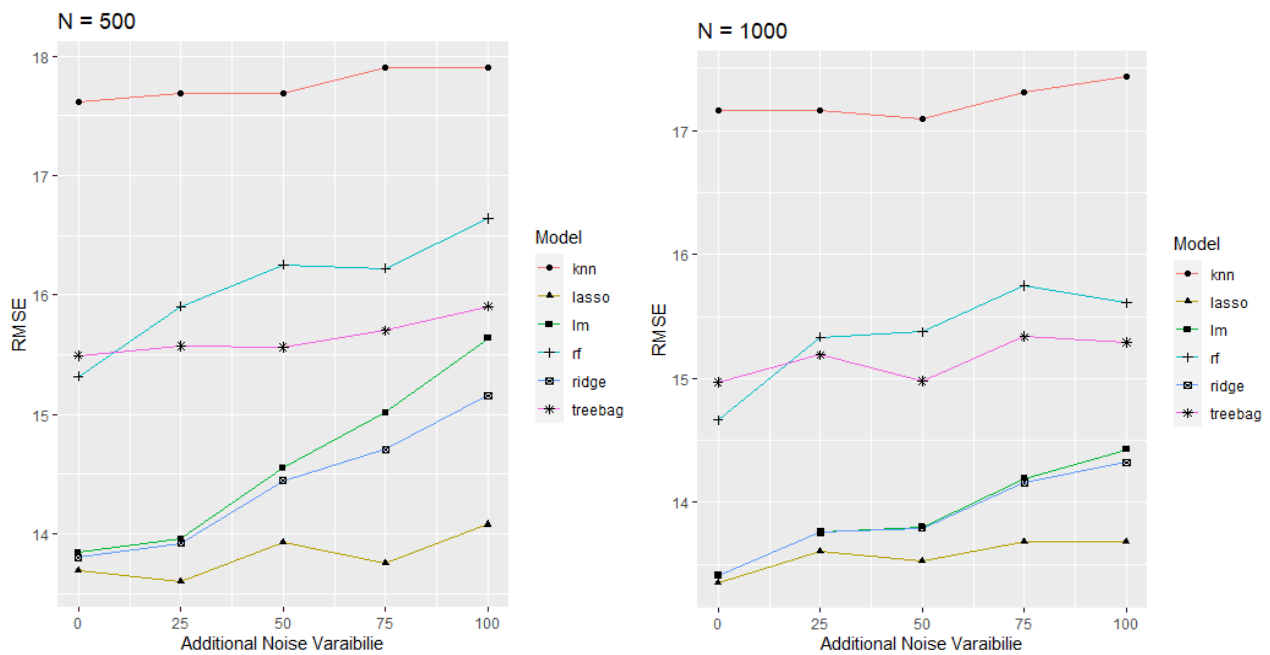 N = 500
18
17
16
15
14
RMSE
0
25
50
75
100
Additional Noise Varaibilie
Model
knn
lasso
lm
rf
ridge
treebag
N = 1000
17
16
15
14
RMSE
0
25
50
75
100
Additional Noise Varaibilie
Model
knn
lasso
lm
rf
ridge
treebag